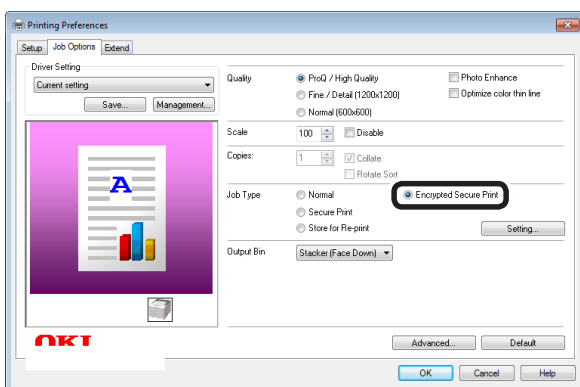 Printing Preferences
Setup Job Options Extend
Driver Setting
Current setting
Save... Management...
A
OKI
Quality ProQ / High Quality Photo Enhance
Fine / Detail (1200x1200) Optimize color thin line
Normal (600x600)
Scale 100 Disable
Copies: 1 Collate
Rotate Sort
Job Type Normal Encrypted Secure Print
Secure Print
Store for Re-print Setting...
Output Bin Stacker (Face Down)
Advanced... Default
OK Cancel Help